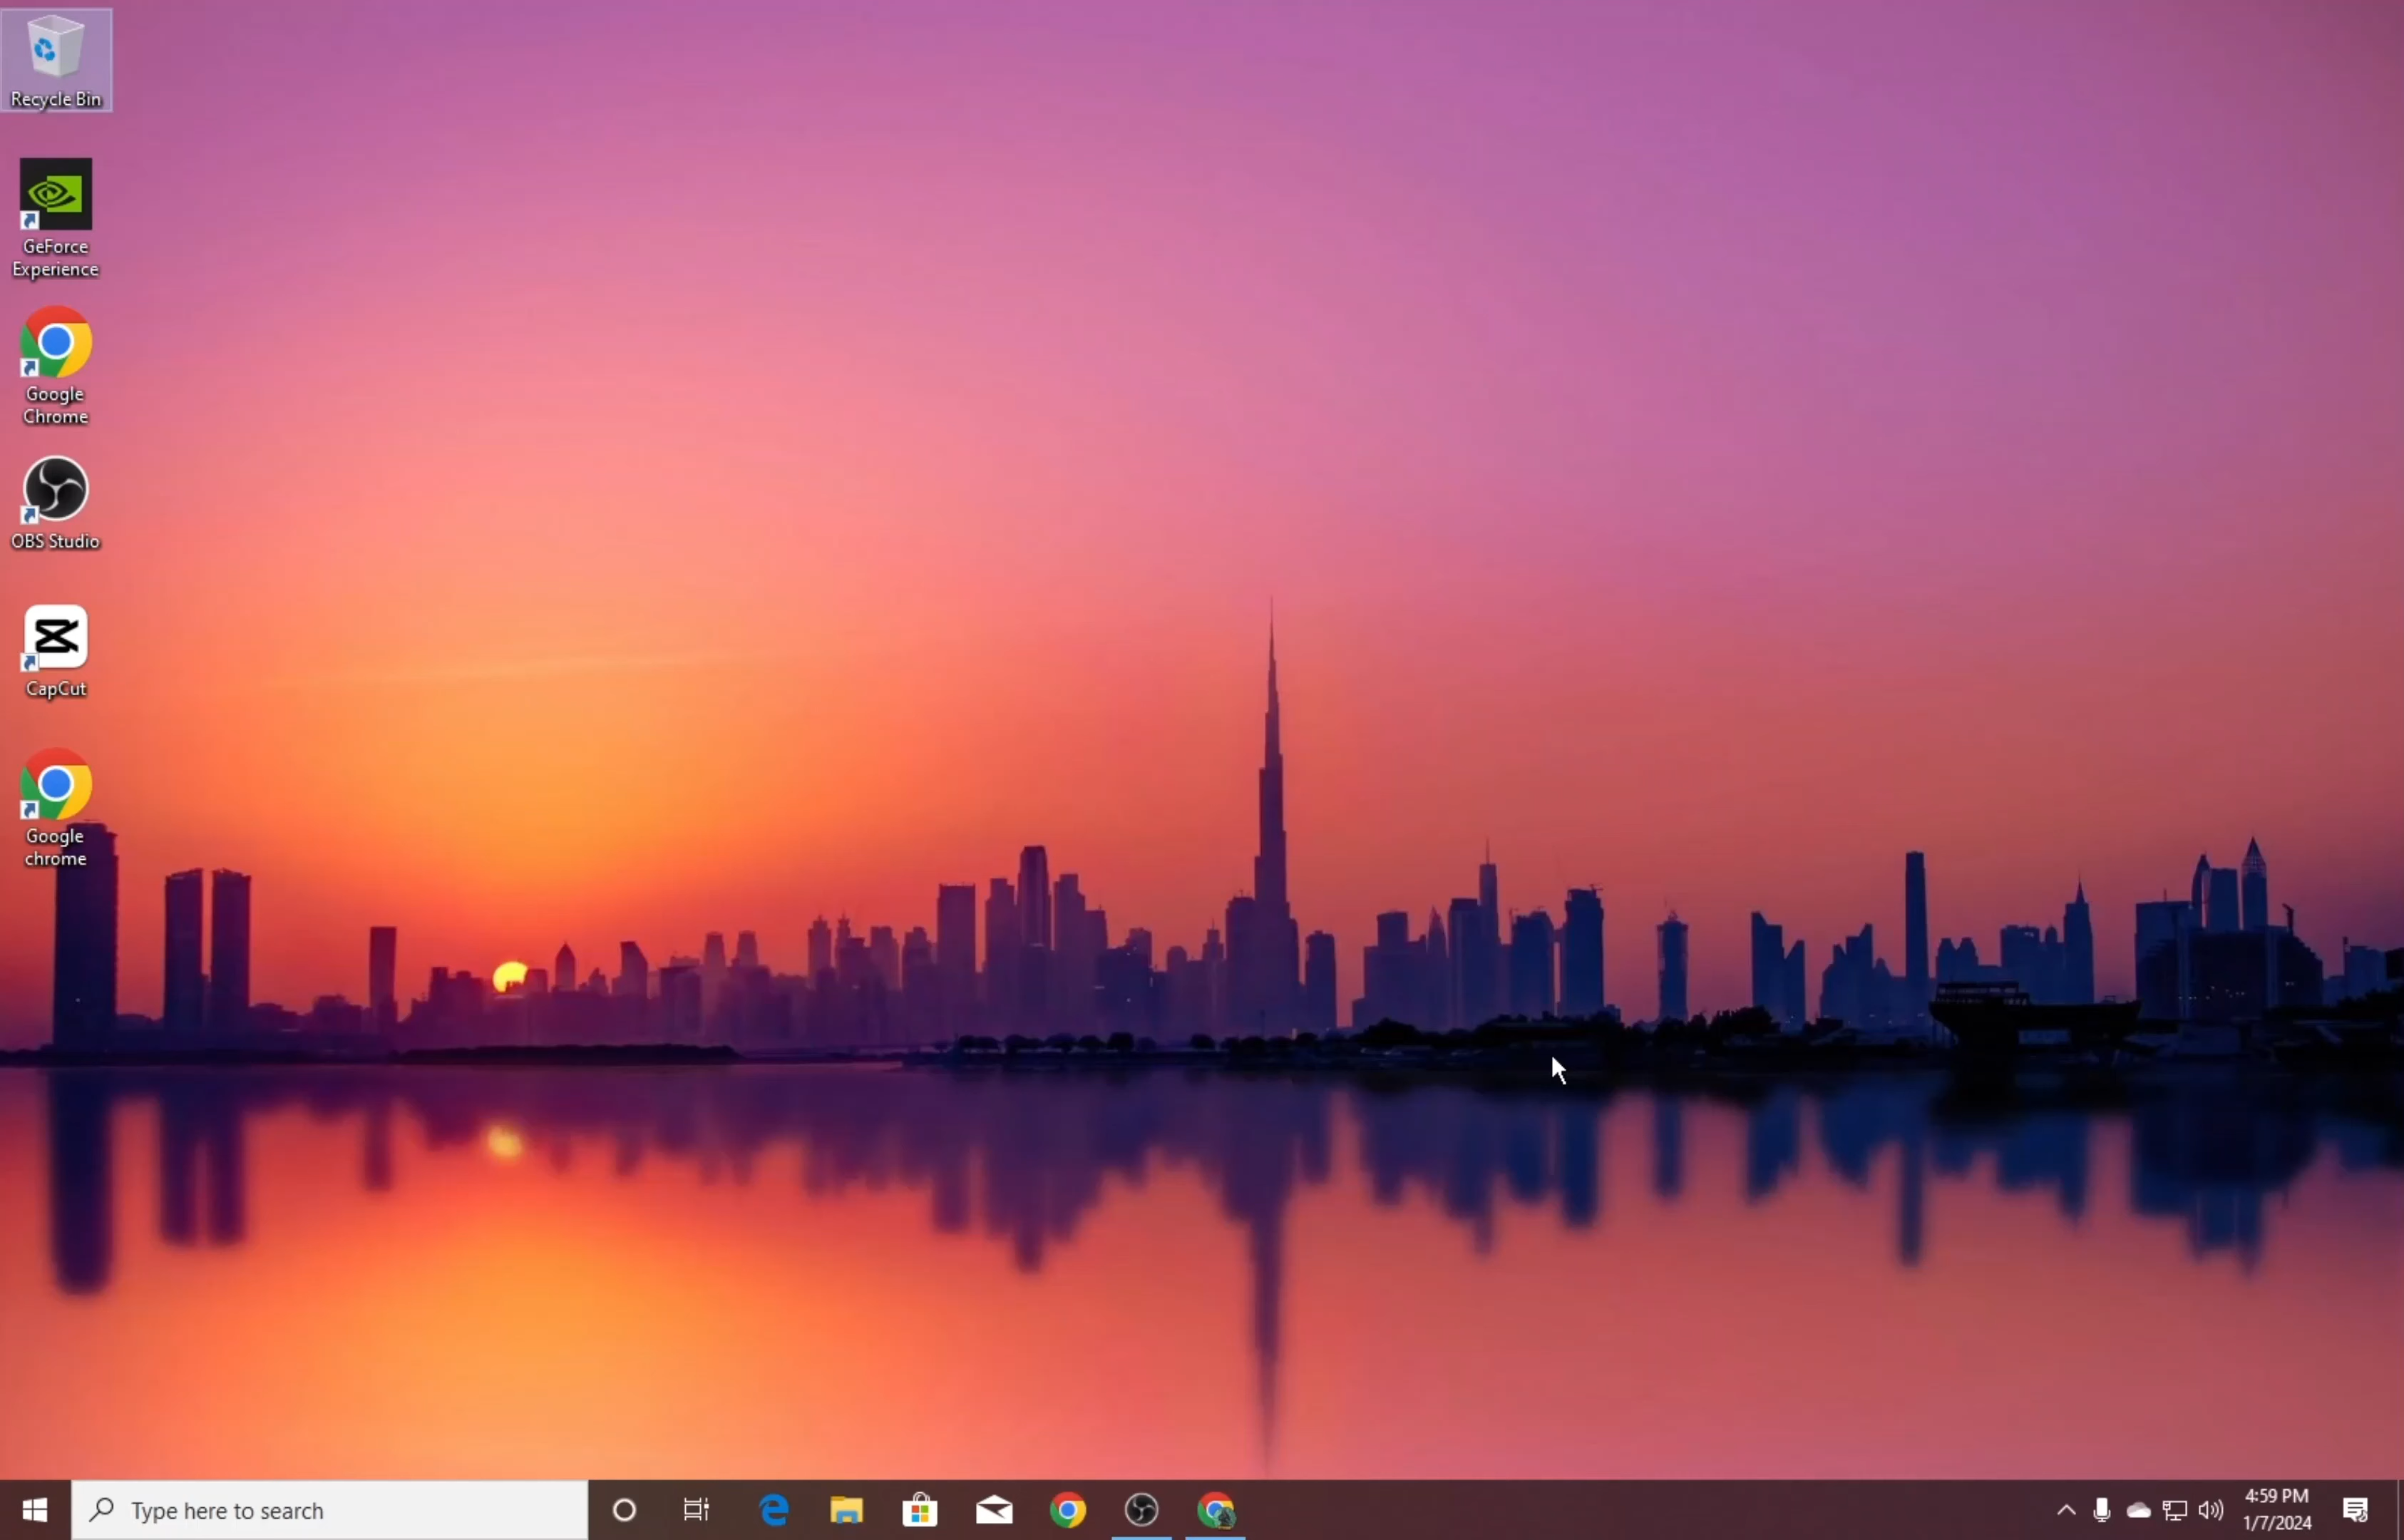 Recycle Bin
GeForce
Experience
Google
Chrome
OBS Studio
CapCut
Google
chrome
Type here to search
4:59 PM
1/7/2024